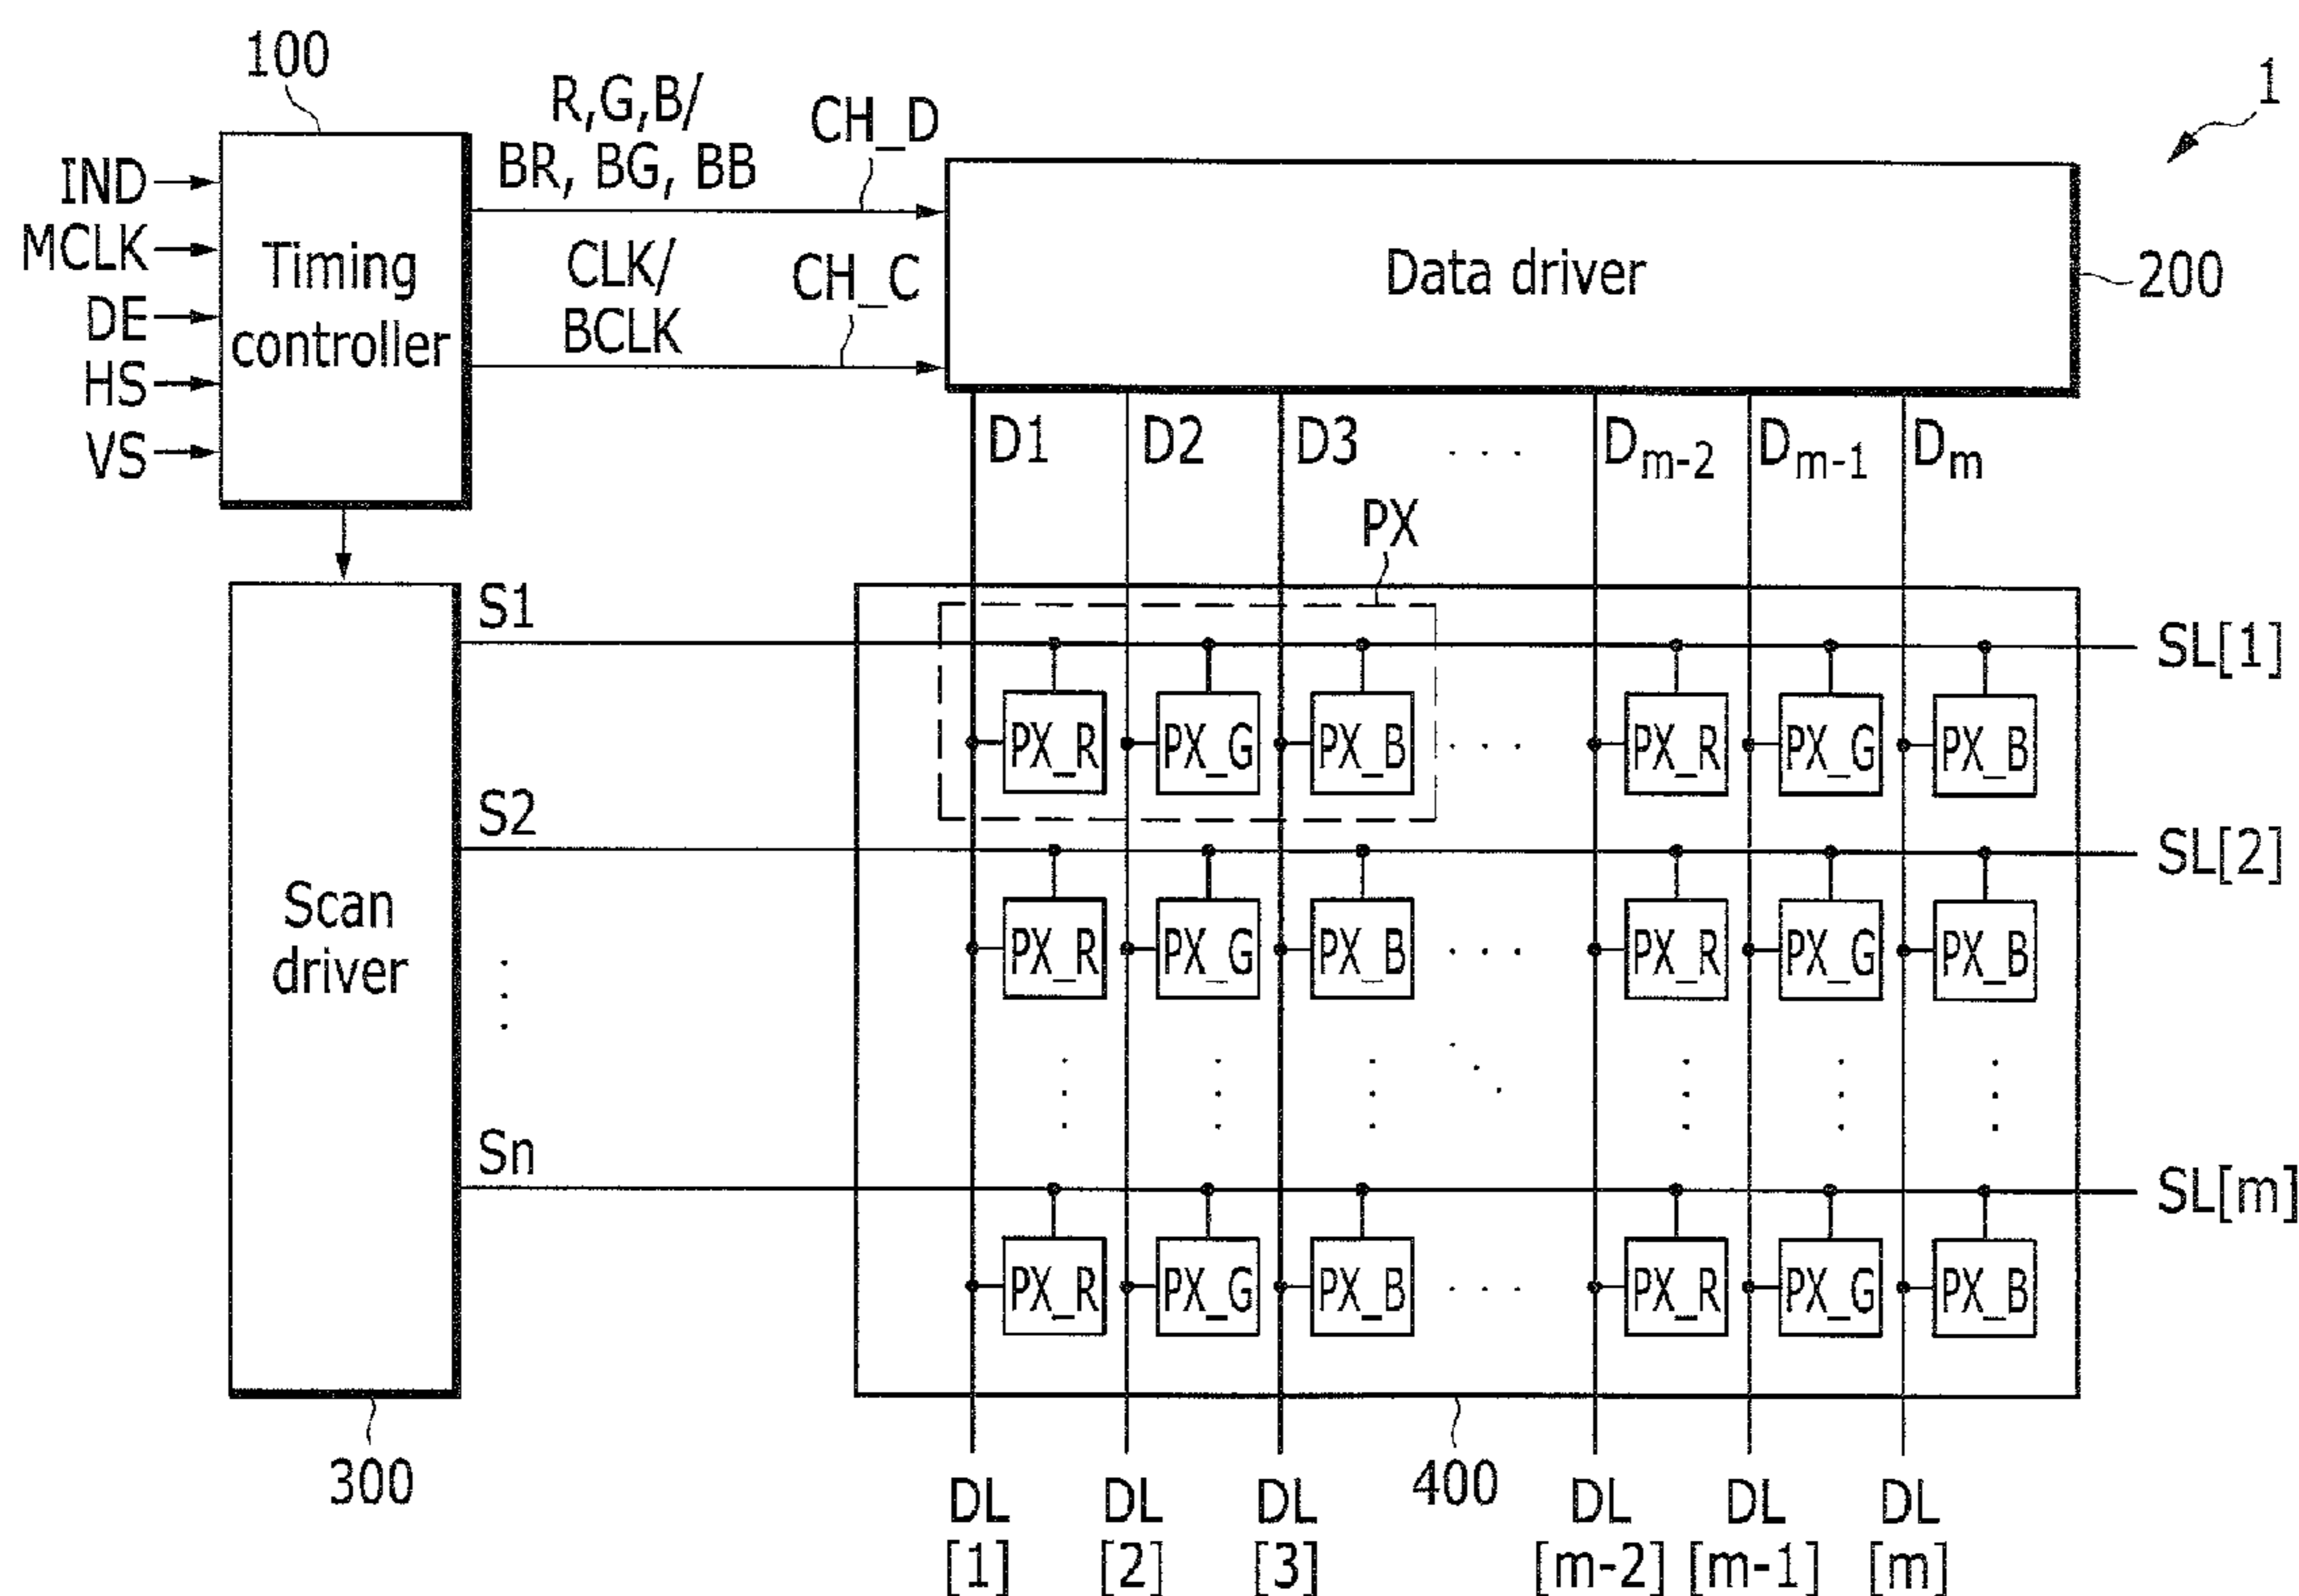 100
1
R,G,B/
BR, BG, BB
CH_D
IND
MCLK
DE
HS
VS
Timing
controller
CLK/
BCLK
CH_C
Data driver
200
D1
D2
D3
. . .
Dm-2
Dm-1
Dm
PX
S1
SL[1]
PX_R
PX_G
PX_B
. . .
PX_R
PX_G
PX_B
S2
SL[2]
Scan
driver
PX_R
PX_G
PX_B
. . .
PX_R
PX_G
PX_B
Sn
SL[m]
PX_R
PX_G
PX_B
. . .
PX_R
PX_G
PX_B
300
400
DL
[1]
DL
[2]
DL
[3]
DL
[m-2]
DL
[m-1]
DL
[m]